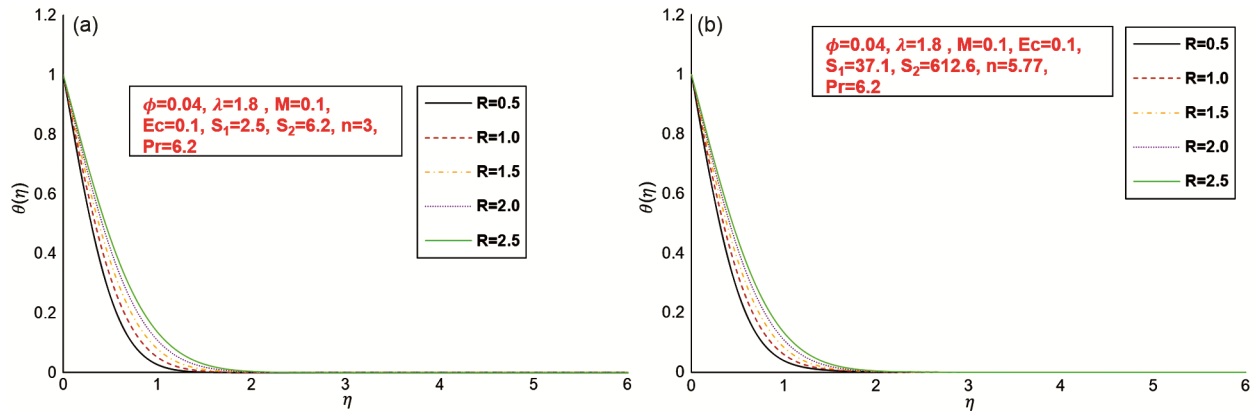 (a)
1.2
1
0.8
0.6
0.4
0.2
0
θ(η)
ϕ=0.04, λ=1.8 , M=0.1,
Ec=0.1, S₁=2.5, S₂=6.2, n=3,
Pr=6.2
R=0.5
R=1.0
R=1.5
R=2.0
R=2.5
0 1 2 3 4 5 6
η
(b)
1.2
1
0.8
0.6
0.4
0.2
0
θ(η)
ϕ=0.04, λ=1.8 , M=0.1, Ec=0.1,
S₁=37.1, S₂=612.6, n=5.77,
Pr=6.2
R=0.5
R=1.0
R=1.5
R=2.0
R=2.5
0 1 2 3 4 5 6
η